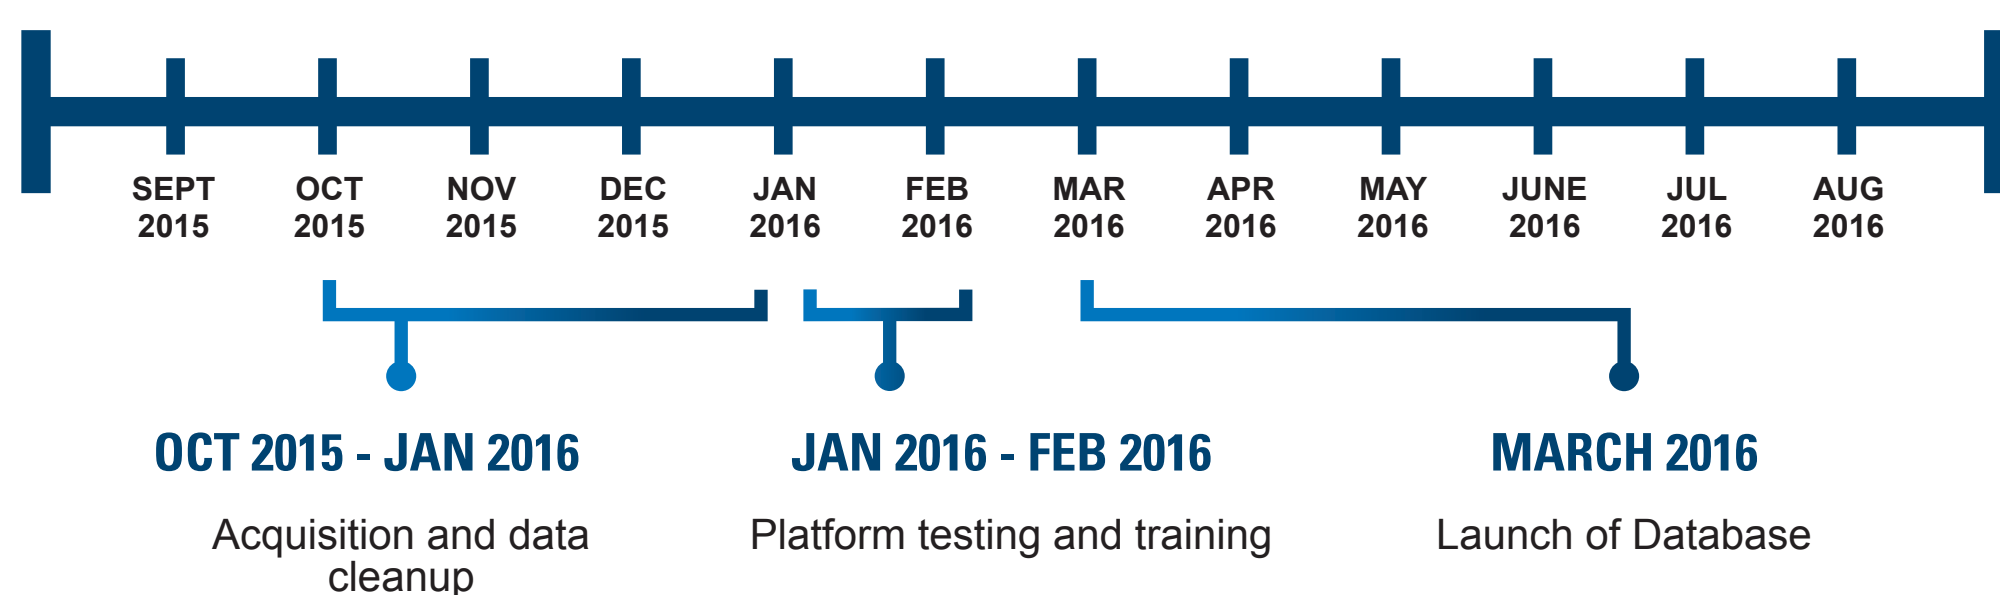 SEPT OCT NOV DEC JAN FEB MAR APR MAY JUNE JUL AUG
2015 2015 2015 2015 2016 2016 2016 2016 2016 2016 2016 2016
OCT 2015 - JAN 2016 JAN 2016 - FEB 2016 MARCH 2016
Acquisition and data Platform testing and training Launch of Database
cleanup